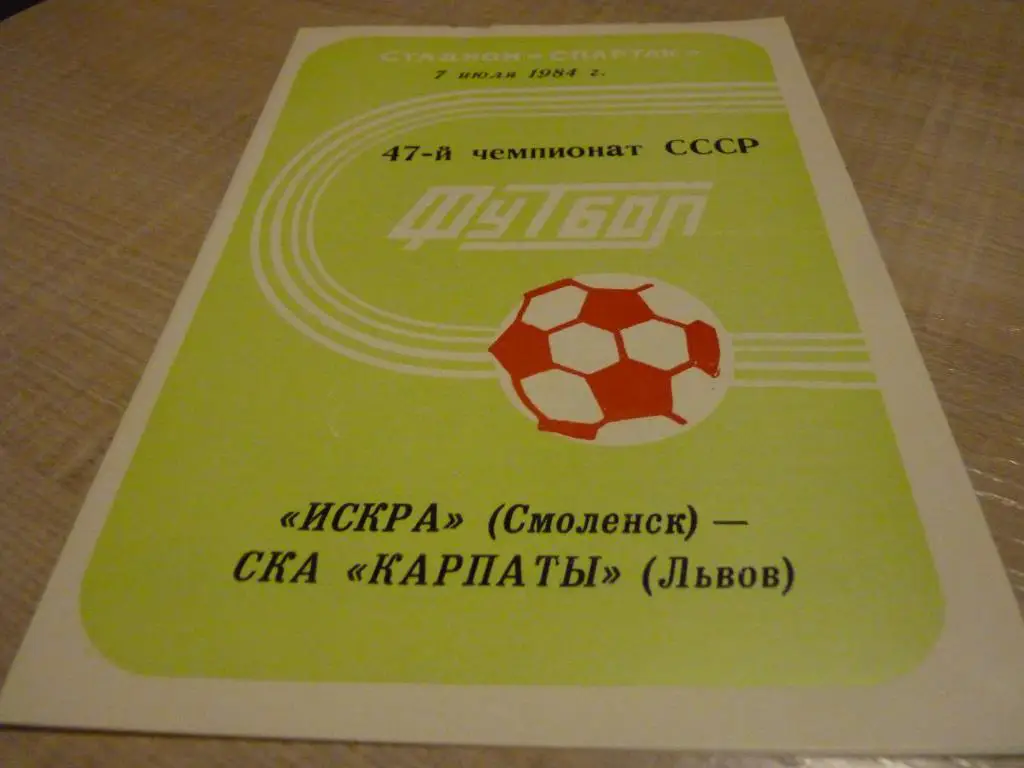 СТАДИОН «СПАРТАК»
7 июля 1984 г.
47-й чемпионат СССР
ФУТБОЛ
«ИСКРА» (Смоленск) —
СКА «КАРПАТЫ» (Львов)